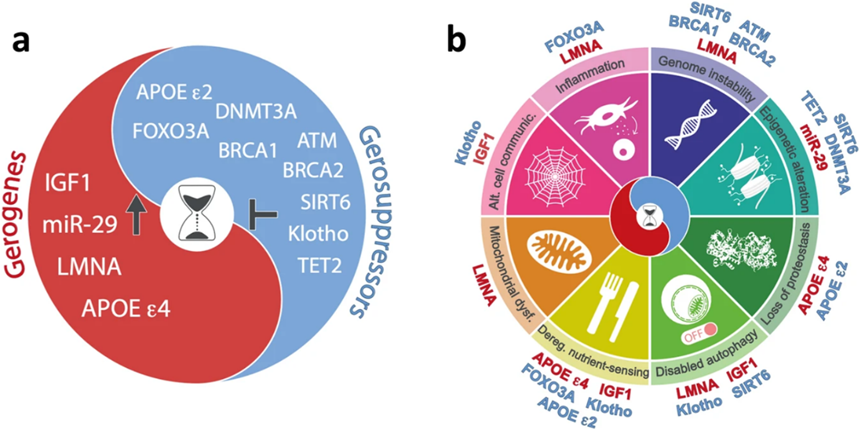 a
APOE ε2
DNMT3A
FOXO3A
BRCA1
ATM
BRCA2
SIRT6
Klotho
TET2
IGF1
miR-29
LMNA
APOE ε4
Gerogenes
Gerosuppressors
b
FOXO3A
LMNA
Inflammation
SIRT6 ATM
BRCA1 BRCA2
LMNA
Genome instability
SIRT6
TET2 DNMT3A
miR-29
Epigenetic alteration
APOE ε4
APOE ε2
Loss of proteostasis
Disabled autophagy
OFF
LMNA IGF1
Klotho SIRT6
Dereg. nutrient-sensing
APOE ε4 IGF1
FOXO3A Klotho
APOE ε2
Mitochondrial dysf.
LMNA
Alt. cell communic.
Klotho
IGF1